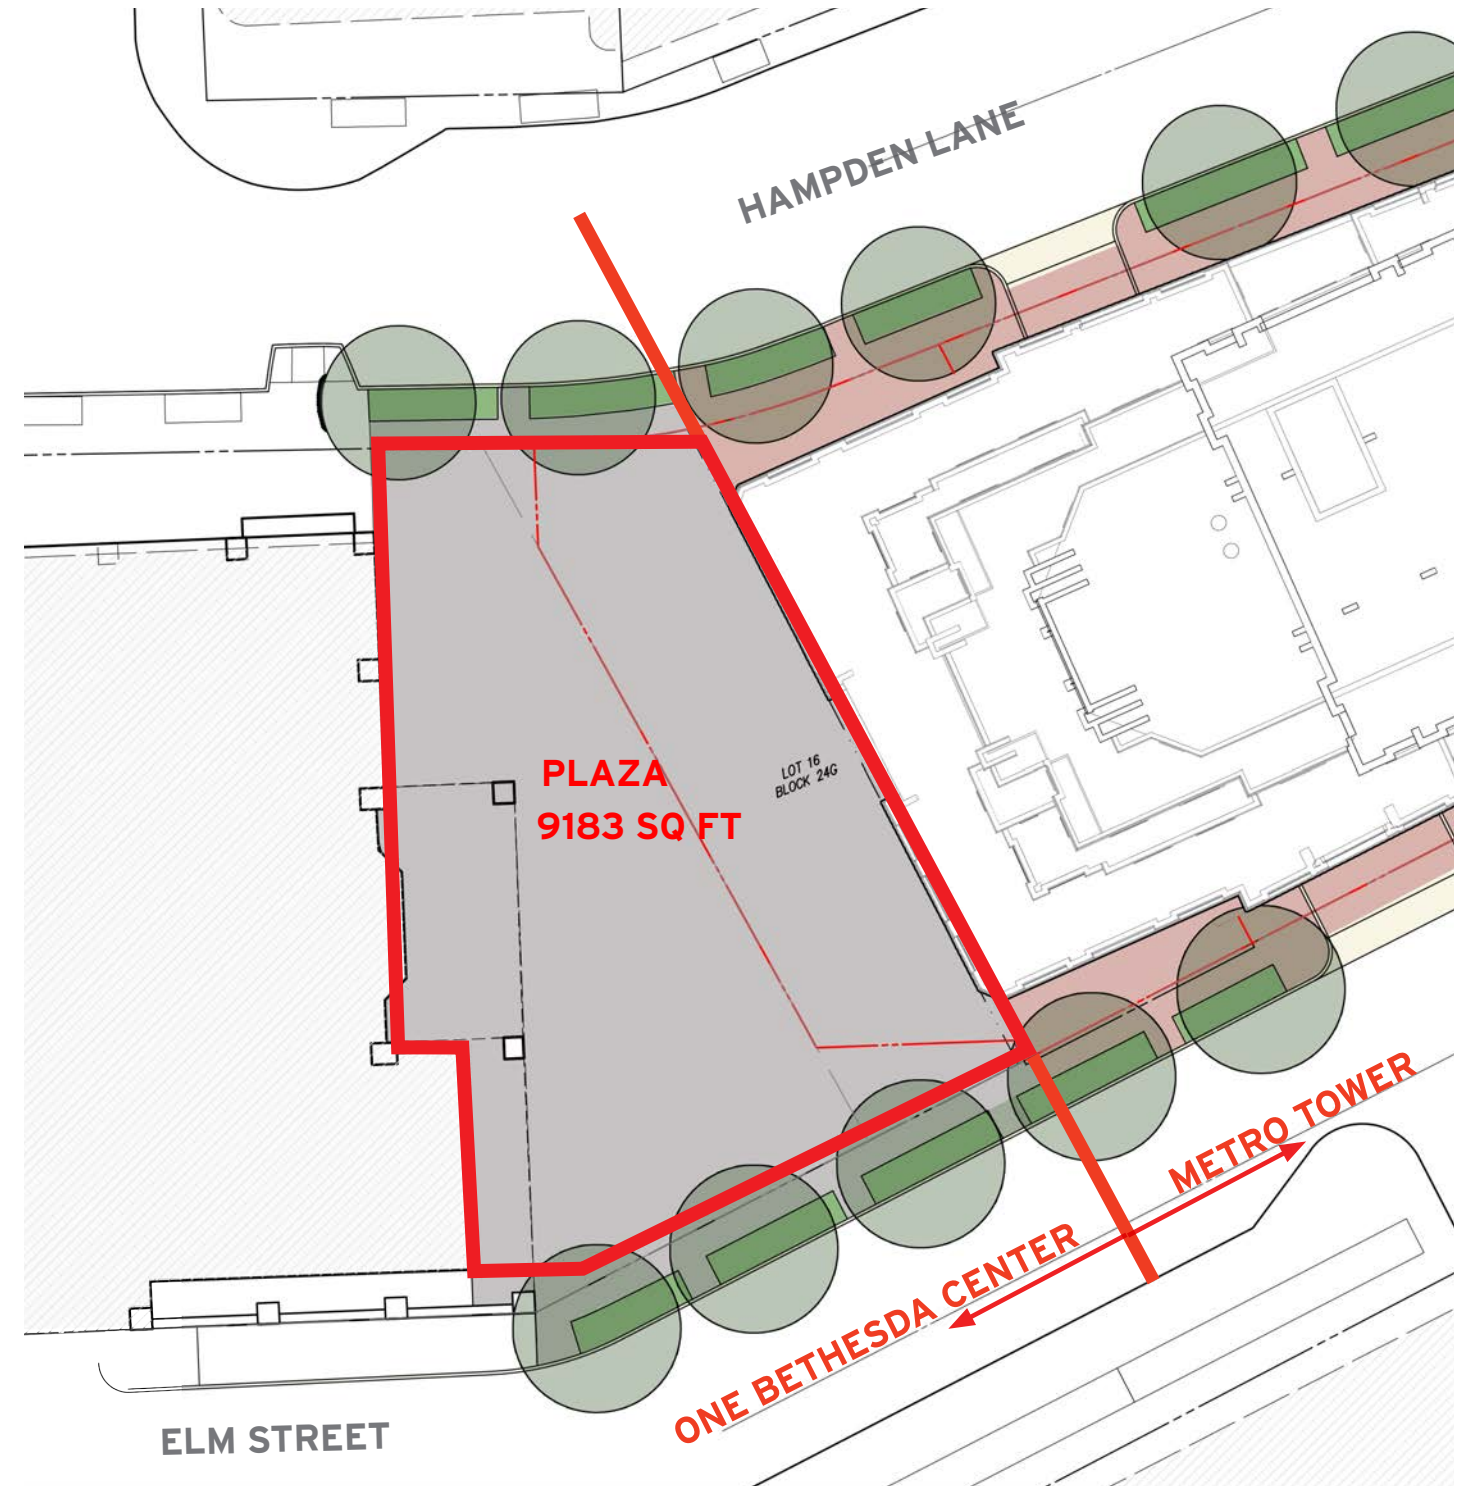 HAMPDEN LANE
PLAZA
9183 SQ FT
LOT 16
BLOCK 24G
METRO TOWER
ONE BETHESDA CENTER
ELM STREET